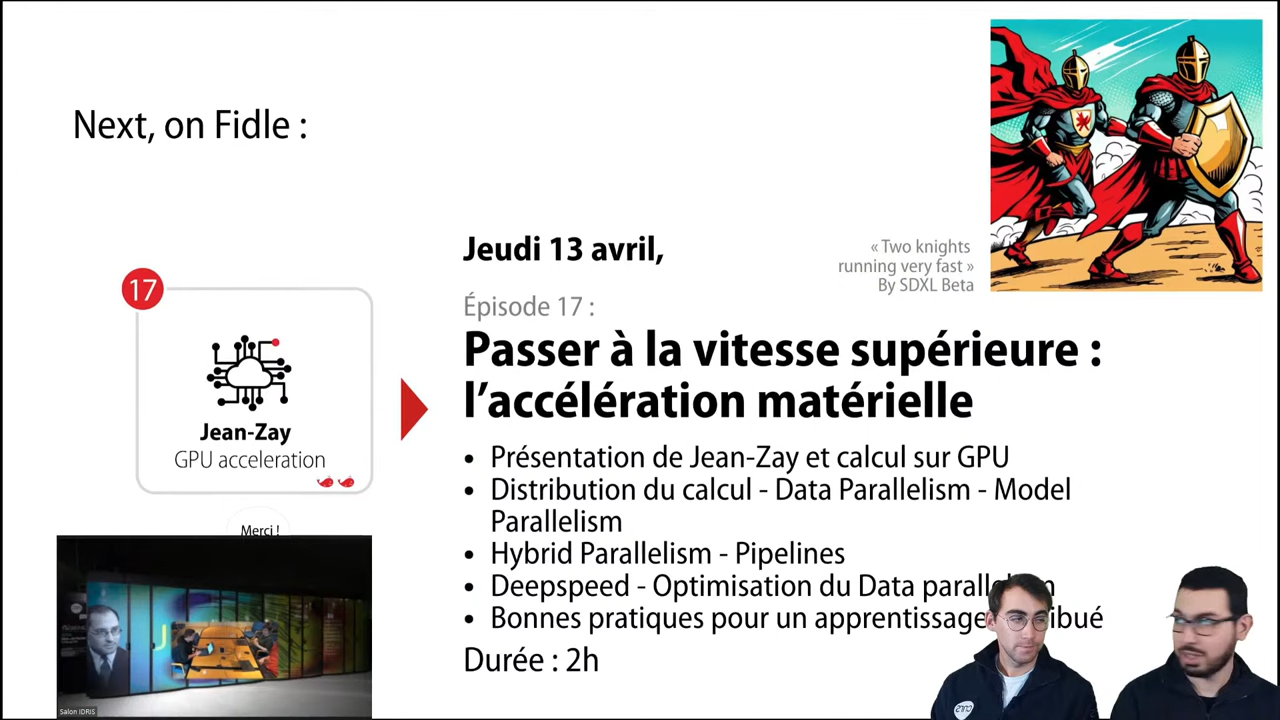 Next, on Fidle :
Jeudi 13 avril,
« Two knights
running very fast »
By SDXL Beta
17
Épisode 17 :
Passer à la vitesse supérieure :
l’accélération matérielle
Jean-Zay
GPU acceleration
• Présentation de Jean-Zay et calcul sur GPU
• Distribution du calcul - Data Parallelism - Model
Parallelism
• Hybrid Parallelism - Pipelines
• Deepspeed - Optimisation du Data
• Bonnes pratiques pour un apprentissage
Durée : 2h
Merci !
Salon IDRIS
cnrs